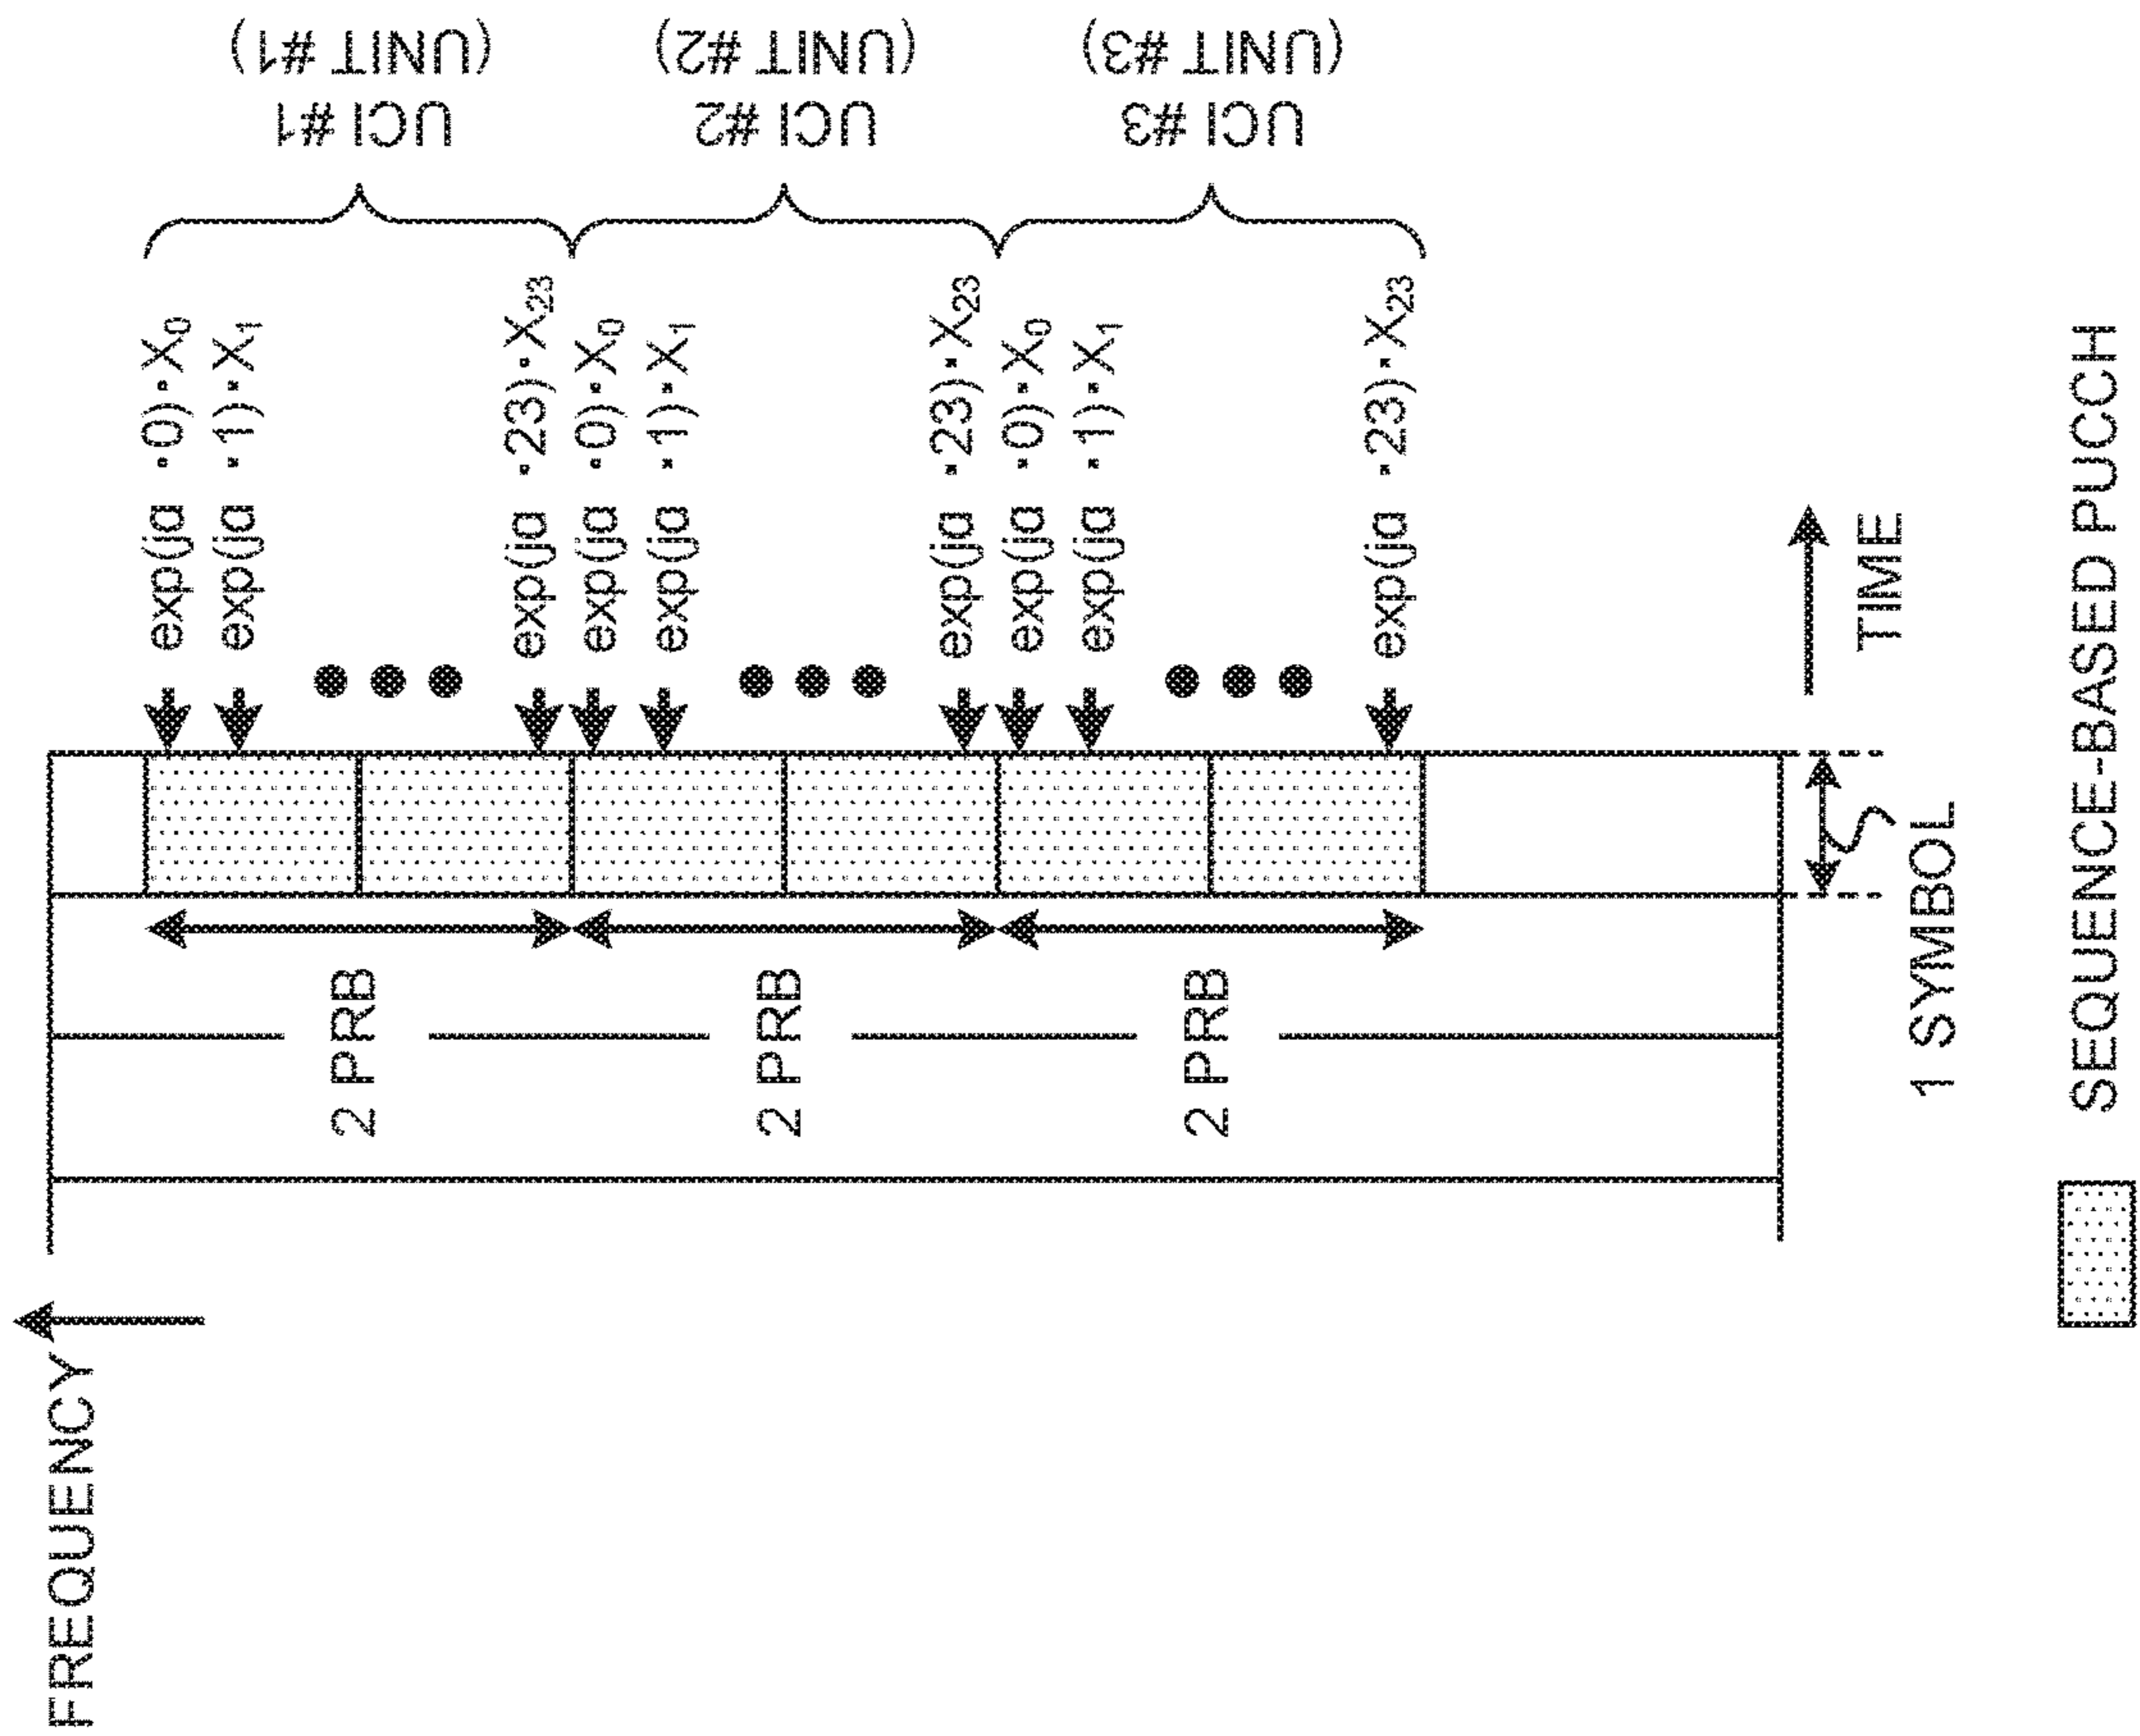 FREQUENCY
2 PRB
2 PRB
2 PRB
exp(jα ·0)·X₀
exp(jα ·1)·X₁
exp(jα ·23)·X₂₃
exp(jα ·0)·X₀
exp(jα ·1)·X₁
exp(jα ·23)·X₂₃
exp(jα ·0)·X₀
exp(jα ·1)·X₁
exp(jα ·23)·X₂₃
UCI #1
(UNIT #1)
UCI #2
(UNIT #2)
UCI #3
(UNIT #3)
TIME
1 SYMBOL
SEQUENCE-BASED PUCCH